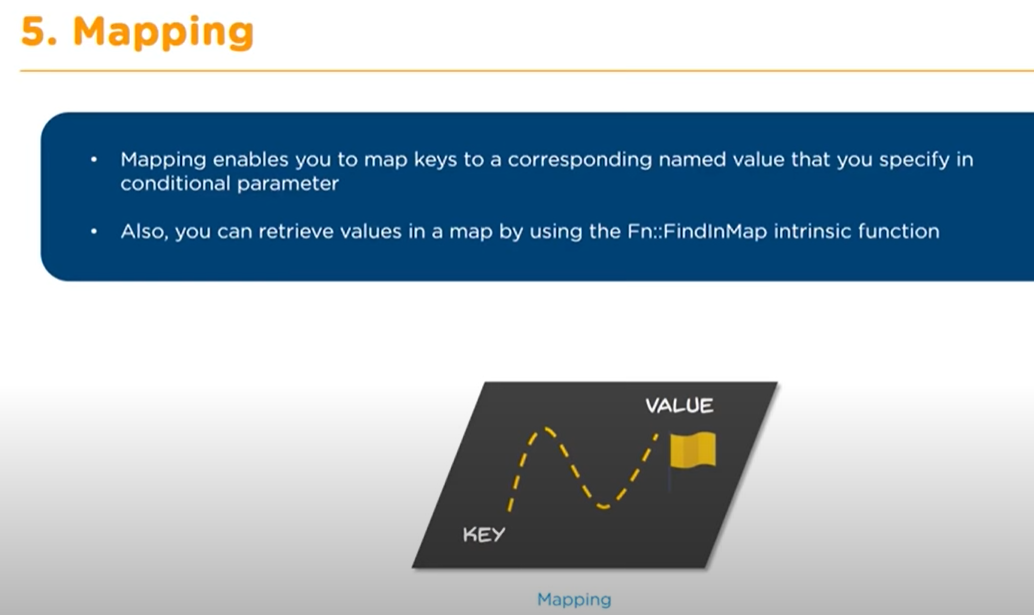 5. Mapping
• Mapping enables you to map keys to a corresponding named value that you specify in
conditional parameter
• Also, you can retrieve values in a map by using the Fn::FindInMap intrinsic function
VALUE
KEY
Mapping